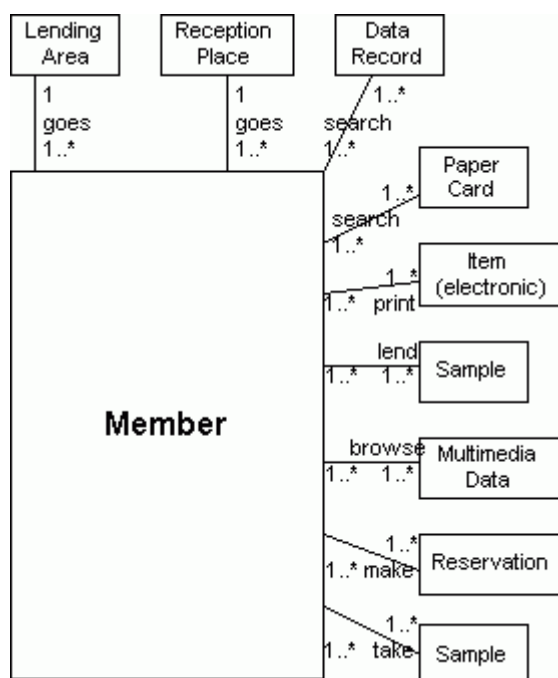 Lending
Area
Reception
Place
Data
Record
1
1
1..*
goes
goes
search
1..*
1..*
1..*
Paper
Card
1..*
search
1..*
Item
(electronic)
1..*
1..*
print
lend
Sample
1..*
1..*
Member
browse
Multimedia
Data
1..*
1..*
1..*
Reservation
1..*
make
1..*
Sample
1..*
take